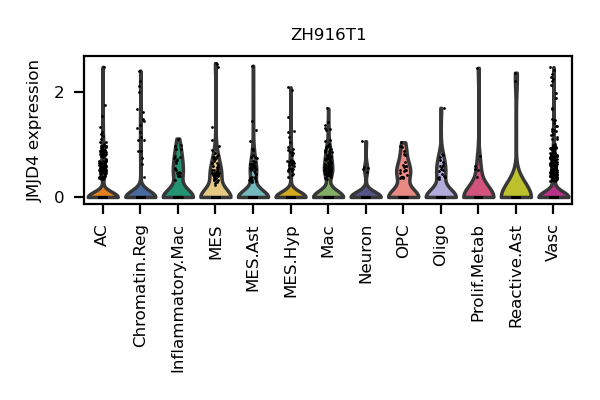 ZH916T1
JMJD4 expression
2
0
AC
Chromatin.Reg
Inflammatory.Mac
MES
MES.Ast
MES.Hyp
Mac
Neuron
OPC
Oligo
Prolif.Metab
Reactive.Ast
Vasc